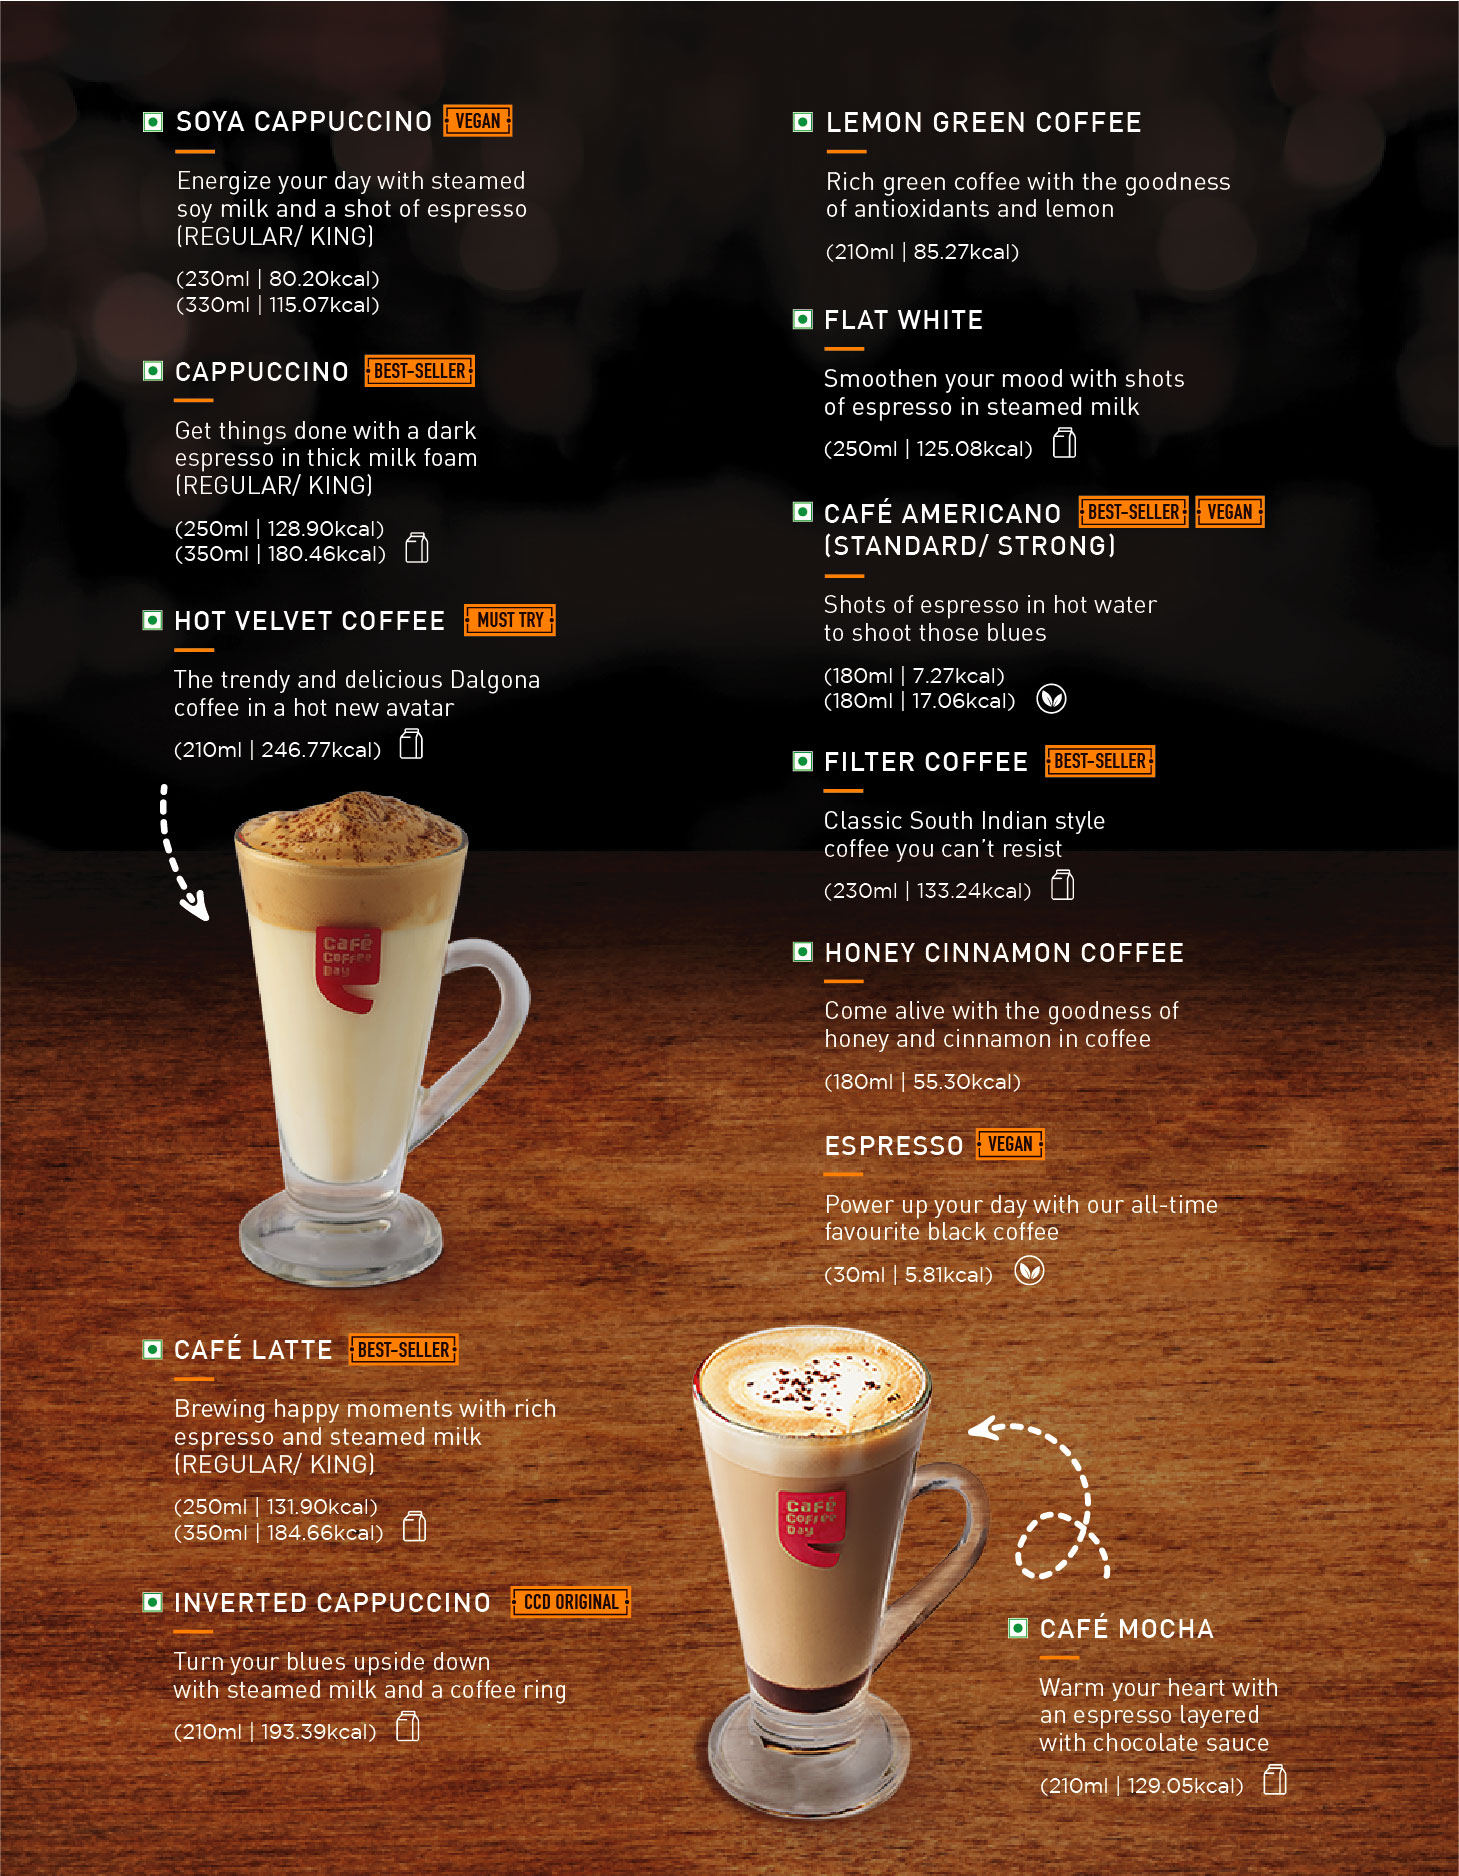 SOYA CAPPUCCINO VEGAN
Energize your day with steamed
soy milk and a shot of espresso
(REGULAR/ KING)
(230ml | 80.20kcal)
(330ml | 115.07kcal)
CAPPUCCINO BEST-SELLER
Get things done with a dark
espresso in thick milk foam
(REGULAR/ KING)
(250ml | 128.90kcal)
(350ml | 180.46kcal)
HOT VELVET COFFEE MUST TRY
The trendy and delicious Dalgona
coffee in a hot new avatar
(210ml | 246.77kcal)
Café
Coffee
Day
CAFÉ LATTE BEST-SELLER
Brewing happy moments with rich
espresso and steamed milk
(REGULAR/ KING)
(250ml | 131.90kcal)
(350ml | 184.66kcal)
INVERTED CAPPUCCINO CCD ORIGINAL
Turn your blues upside down
with steamed milk and a coffee ring
(210ml | 193.39kcal)
LEMON GREEN COFFEE
Rich green coffee with the goodness
of antioxidants and lemon
(210ml | 85.27kcal)
FLAT WHITE
Smoothen your mood with shots
of espresso in steamed milk
(250ml | 125.08kcal)
CAFÉ AMERICANO BEST-SELLER VEGAN
(STANDARD/ STRONG)
Shots of espresso in hot water
to shoot those blues
(180ml | 7.27kcal)
(180ml | 17.06kcal)
FILTER COFFEE BEST-SELLER
Classic South Indian style
coffee you can't resist
(230ml | 133.24kcal)
HONEY CINNAMON COFFEE
Come alive with the goodness of
honey and cinnamon in coffee
(180ml | 55.30kcal)
ESPRESSO VEGAN
Power up your day with our all-time
favourite black coffee
(30ml | 5.81kcal)
Café
Coffee
Day
CAFÉ MOCHA
Warm your heart with
an espresso layered
with chocolate sauce
(210ml | 129.05kcal)